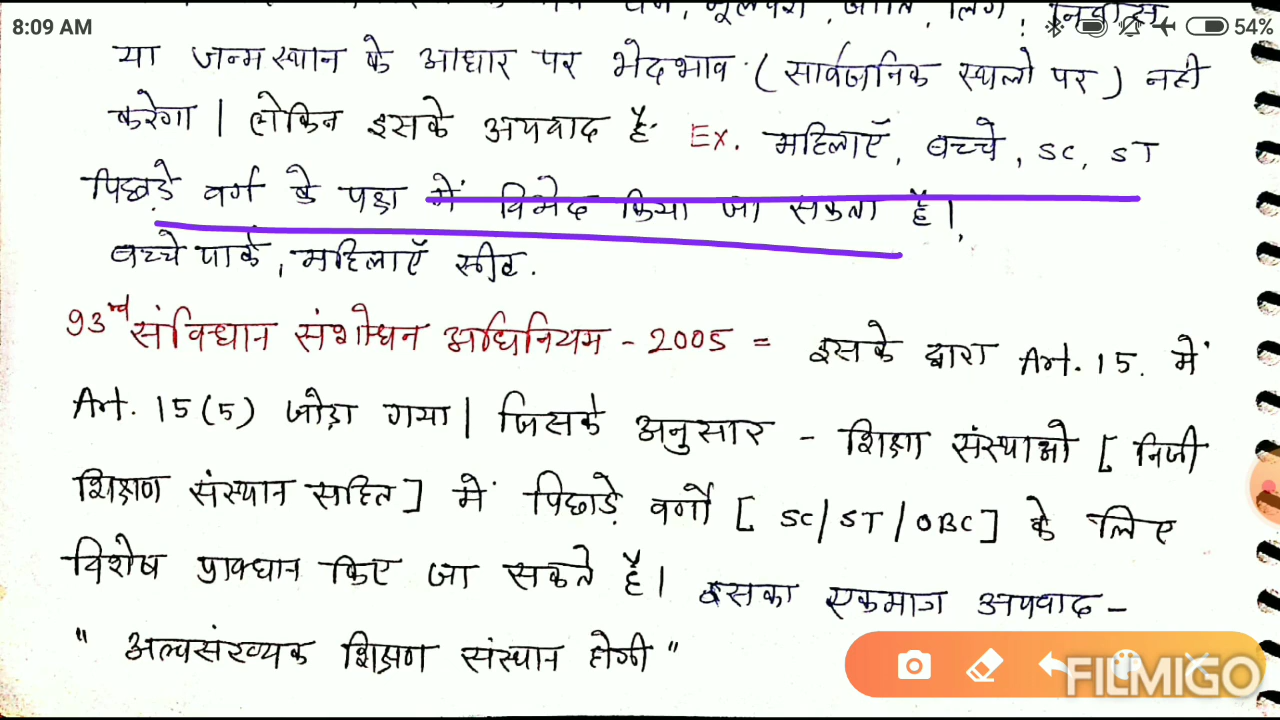 8:09 AM 54%
मूलवंश, जाति, लिंग, निवास
या जन्म स्थान के आधार पर भेदभाव (सार्वजनिक स्थलो पर) नही
करेगा | लेकिन इसके अपवाद है Ex. महिलाएँ, बच्चे, SC, ST
पिछड़े वर्ग के पक्ष में विभेद किया जा सकता है।
बच्चे पार्क, महिलाएँ सीट.
93rd संविधान संशोधन अधिनियम - 2005 = इसके द्वारा Art. 15. में
Art. 15(5) जोड़ा गया | जिसके अनुसार - शिक्षा संस्थाओ [ निजी
शिक्षण संस्थान सहित ] में पिछाड़े वर्गों [ SC/ST/OBC ] के लिए
विशेष प्रावधान किए जा सकते है। इसका एकमात्र अपवाद -
" अल्पसंख्यक शिक्षण संस्थान होगी "
FILMIGO